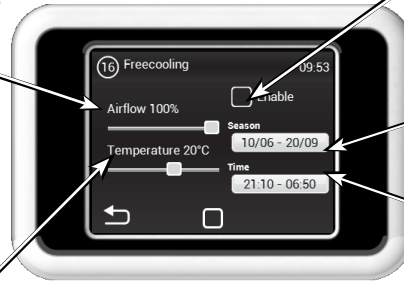 16 Freecooling
09:53
Airflow 100%
Enable
Temperature 20°C
Season
10/06 - 20/09
Time
21:10 - 06:50